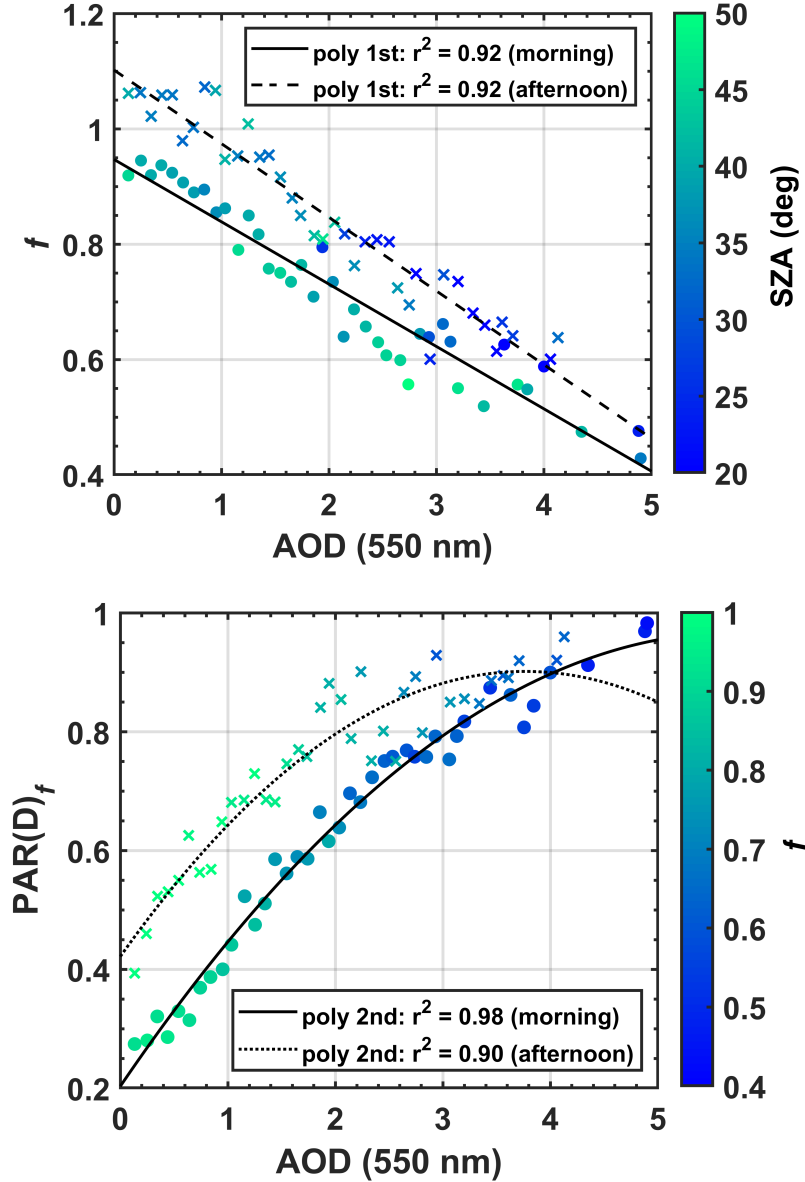 1.2
1
0.8
0.6
0.4
f
poly 1st: r² = 0.92 (morning)
poly 1st: r² = 0.92 (afternoon)
0 1 2 3 4 5
AOD (550 nm)
50
45
40
35
30
25
20
SZA (deg)
1
0.8
0.6
0.4
0.2
PAR(D)f
poly 2nd: r² = 0.98 (morning)
poly 2nd: r² = 0.90 (afternoon)
0 1 2 3 4 5
AOD (550 nm)
1
0.9
0.8
0.7
0.6
0.5
0.4
f